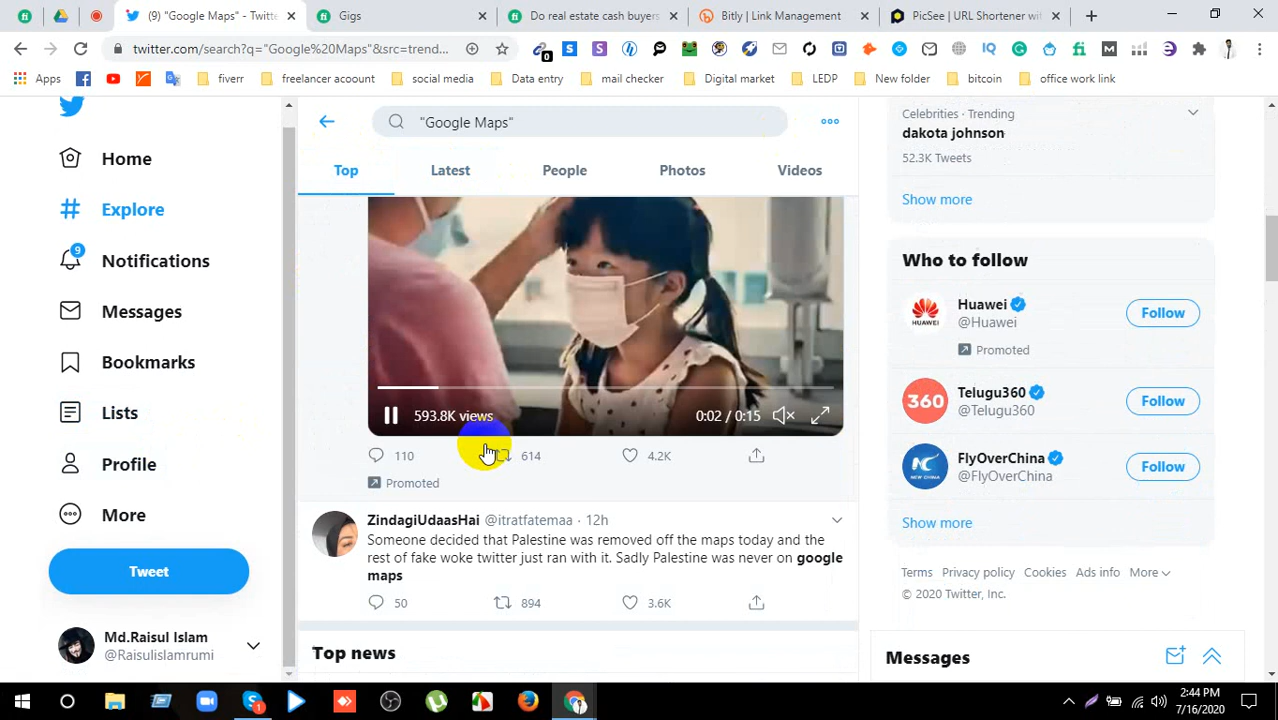 (9) "Google Maps" - Twitte
Gigs
Do real estate cash buyers
Bitly | Link Management
PicSee | URL Shortener wit
twitter.com/search?q="Google%20Maps"&src=trend...
0
Apps
fiverr
freelancer acoount
social media
Data entry
mail checker
Digital market
LEDP
New folder
bitcoin
office work link
Home
Explore
9
Notifications
Messages
Bookmarks
Lists
Profile
More
Tweet
Md.Raisul Islam
@Raisulislamrumi
"Google Maps"
Top
Latest
People
Photos
Videos
593.8K views
0:02 / 0:15
110
614
4.2K
Promoted
ZindagiUdaasHai @itratfatemaa · 12h
Someone decided that Palestine was removed off the maps today and the
rest of fake woke twitter just ran with it. Sadly Palestine was never on google
maps
50
894
3.6K
Top news
Celebrities · Trending
dakota johnson
52.3K Tweets
Show more
Who to follow
Huawei
@Huawei
Promoted
Follow
Telugu360
@Telugu360
Follow
FlyOverChina
@FlyOverChina
Follow
Show more
Terms Privacy policy Cookies Ads info More
© 2020 Twitter, Inc.
Messages
2:44 PM
7/16/2020